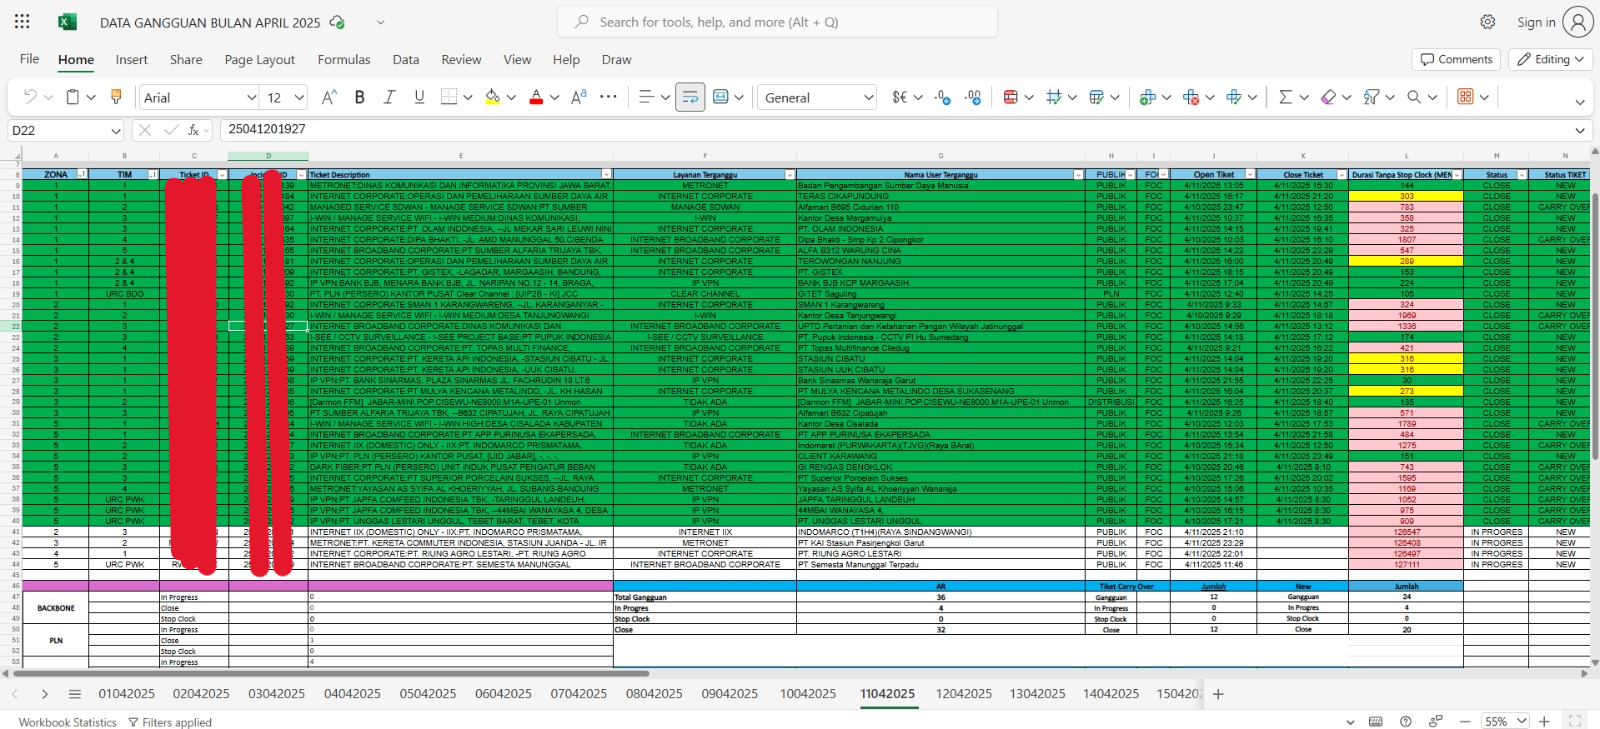 DATA GANGGUAN BULAN APRIL 2025
Search for tools, help, and more (Alt + Q)
Sign in
File Home Insert Share Page Layout Formulas Data Review View Help Draw
Comments Editing
Arial 12 General
D22 25041201927
A B C D E F G H I J K L M N
ZONA TIM Ticket ID Ticket Description Layanan Terganggu Nama User Terganggu PUBLIK Open Tiket Close Ticket Durasi Tanpa Stop Clock (MEN Status Status TIKET
9 1 1 METRONET:DINAS KOMUNIKASI DAN INFORMATIKA PROVINSI JAWA BARAT, METRONET Badan Pengembangan Sumber Daya Manusia PUBLIK FOC 4/11/2025 13:05 4/11/2025 15:30 144 CLOSE NEW
10 1 1 INTERNET CORPORATE:OPERASI DAN PEMELIHARAAN SUMBER DAYA AIR INTERNET CORPORATE TERAS CIKAPUNDUNG PUBLIK FOC 4/11/2025 16:17 4/11/2025 21:20 303 CLOSE NEW
11 1 2 MANAGED SERVICE SDWAN - MANAGE SERVICE SDWAN:PT SUMBER MANAGE SDWAN Alfamart B695 Cidurian 110 PUBLIK FOC 4/10/2025 23:47 4/11/2025 12:50 783 CLOSE CARRY OVER
12 1 3 I-WIN / MANAGE SERVICE WIFI - I-WIN MEDIUM:DINAS KOMUNIKASI, I-WIN Kantor Desa Margamulya PUBLIK FOC 4/11/2025 10:37 4/11/2025 16:35 358 CLOSE NEW
13 1 3 INTERNET CORPORATE:PT. OLAM INDONESIA, --JL MEKAR SARI LEUWI NINI INTERNET CORPORATE PT. OLAM INDONESIA PUBLIK FOC 4/11/2025 14:15 4/11/2025 19:41 325 CLOSE NEW
14 1 4 INTERNET CORPORATE:DIPA BHAKTI, -JL. AMD MANUNGGAL 50,CIBENDA INTERNET BROADBAND CORPORATE Dipa Bhakti - Smp Kp 2 Cipongkor PUBLIK FOC 4/10/2025 10:03 4/11/2025 16:10 1807 CLOSE CARRY OVER
15 1 5 INTERNET BROADBAND CORPORATE:PT SUMBER ALFARIA TRIJAYA TBK, INTERNET BROADBAND CORPORATE ALFA B312 WARUNG CINA PUBLIK FOC 4/11/2025 14:22 4/11/2025 23:29 547 CLOSE NEW
16 1 2 & 4 INTERNET CORPORATE:OPERASI DAN PEMELIHARAAN SUMBER DAYA AIR INTERNET CORPORATE TEROWONGAN NANJUNG PUBLIK FOC 4/11/2025 16:00 4/11/2025 20:49 289 CLOSE NEW
17 1 2 & 4 INTERNET CORPORATE:PT. GISTEX, -LAGADAR, MARGAASIH, BANDUNG, INTERNET CORPORATE PT. GISTEX PUBLIK FOC 4/11/2025 18:15 4/11/2025 20:49 153 CLOSE NEW
18 1 2 & 4 IP VPN:BANK BJB, MENARA BANK BJB, JL. NARIPAN NO.12 - 14, BRAGA, IP VPN BANK BJB KCP MARGAASIH PUBLIK FOC 4/11/2025 17:04 4/11/2025 20:49 224 CLOSE NEW
19 1 URC BDG PT. PLN (PERSERO) KANTOR PUSAT Clear Channel : [UIP2B - KI] JCC CLEAR CHANNEL GITET Saguling PLN FOC 4/11/2025 12:40 4/11/2025 14:25 105 CLOSE NEW
20 2 1 INTERNET CORPORATE:SMAN 1 KARANGWARENG, --JL. KARANGANYAR - INTERNET CORPORATE SMAN 1 Karangwareng PUBLIK FOC 4/11/2025 9:33 4/11/2025 14:57 324 CLOSE NEW
21 2 2 I-WIN / MANAGE SERVICE WIFI - I-WIN MEDIUM:DESA TANJUNGWANGI I-WIN Kantor Desa Tanjungwangi PUBLIK FOC 4/10/2025 9:29 4/11/2025 18:18 1969 CLOSE CARRY OVER
22 2 3 INTERNET BROADBAND CORPORATE:DINAS KOMUNIKASI DAN INTERNET BROADBAND CORPORATE UPTD Pertanian dan Ketahanan Pangan Wilayah Jatinunggal PUBLIK FOC 4/10/2025 14:56 4/11/2025 13:12 1336 CLOSE CARRY OVER
23 2 3 I-SEE / CCTV SURVEILLANCE - I-SEE PROJECT BASE:PT PUPUK INDONESIA I-SEE / CCTV SURVEILLANCE PT. Pupuk Indonesia - CCTV PI Hu Sumedang PUBLIK FOC 4/11/2025 14:18 4/11/2025 17:12 174 CLOSE NEW
24 2 4 INTERNET BROADBAND CORPORATE:PT. TOPAS MULTI FINANCE, INTERNET BROADBAND CORPORATE PT Topas Multifinance Ciledug PUBLIK FOC 4/11/2025 9:21 4/11/2025 16:22 421 CLOSE NEW
25 3 1 INTERNET CORPORATE:PT. KERETA API INDONESIA, -STASIUN CIBATU - JL. INTERNET CORPORATE STASIUN CIBATU PUBLIK FOC 4/11/2025 14:04 4/11/2025 19:20 316 CLOSE NEW
26 3 1 INTERNET CORPORATE:PT. KERETA API INDONESIA, -UUK CIBATU, INTERNET CORPORATE STASIUN UUK CIBATU PUBLIK FOC 4/11/2025 14:04 4/11/2025 19:20 316 CLOSE NEW
27 3 1 IP VPN:PT. BANK SINARMAS, PLAZA SINARMAS JL. FACHRUDIN 18 LT.6 IP VPN Bank Sinasmas Wanaraja Garut PUBLIK FOC 4/11/2025 21:55 4/11/2025 22:25 30 CLOSE NEW
28 3 1 INTERNET CORPORATE:PT MULYA KENCANA METALINDO, -JL. KH HASAN INTERNET CORPORATE PT MULYA KENCANA METALINDO DESA SUKASENANG PUBLIK FOC 4/11/2025 16:04 4/11/2025 20:37 273 CLOSE NEW
29 3 2 [Darmon FFM] JABAR-MINI.POP.CISEWU-NE8000.M1A-UPE-01 Unmon TIDAK ADA [Darmon FFM] JABAR-MINI.POP.CISEWU-NE8000.M1A-UPE-01 Unmon DISTRIBUSI FOC 4/11/2025 16:25 4/11/2025 18:40 135 CLOSE NEW
30 3 3 PT SUMBER ALFARIA TRIJAYA TBK, --B632 CIPATUJAH, JL. RAYA CIPATUJAH IP VPN Alfamart B632 Cipatujah PUBLIK FOC 4/11/2025 9:26 4/11/2025 18:57 571 CLOSE NEW
31 5 1 I-WIN / MANAGE SERVICE WIFI - I-WIN HIGH:DESA CISALADA KABUPATEN TIDAK ADA Kantor Desa Cisalada PUBLIK FOC 4/10/2025 12:03 4/11/2025 17:53 1789 CLOSE CARRY OVER
32 5 1 INTERNET BROADBAND CORPORATE:PT APP PURINUSA EKAPERSADA, INTERNET BROADBAND CORPORATE PT APP PURINUSA EKAPERSADA PUBLIK FOC 4/11/2025 13:54 4/11/2025 21:58 484 CLOSE NEW
33 5 2 INTERNET IIX (DOMESTIC) ONLY - IIX:PT. INDOMARCO PRISMATAMA, TIDAK ADA Indomaret (PURWAKARTA)(TJVG)(Raya BArat) PUBLIK FOC 4/10/2025 15:34 4/11/2025 12:50 1275 CLOSE CARRY OVER
34 5 2 IP VPN:PT. PLN (PERSERO) KANTOR PUSAT, [UID JABAR], -, -, -, IP VPN CLIENT KARAWANG PUBLIK FOC 4/11/2025 21:18 4/11/2025 23:49 151 CLOSE NEW
35 5 3 DARK FIBER:PT PLN (PERSERO) UNIT INDUK PUSAT PENGATUR BEBAN TIDAK ADA GI RENGAS DENGKLOK PUBLIK FOC 4/10/2025 20:46 4/11/2025 9:10 743 CLOSE CARRY OVER
36 5 3 INTERNET CORPORATE:PT SUPERIOR PORCELAIN SUKSES, --JL. RAYA INTERNET CORPORATE PT Superior Porcelain Sukses PUBLIK FOC 4/10/2025 17:26 4/11/2025 20:02 1595 CLOSE CARRY OVER
37 5 4 METRONET:YAYASAN AS SYIFA AL KHOERIYYAH, JL. SUBANG-BANDUNG METRONET Yayasan AS Syifa AL Khoeriyyah Wanareja PUBLIK FOC 4/10/2025 15:06 4/11/2025 10:35 1169 CLOSE CARRY OVER
38 5 URC PWK IP VPN:PT JAPFA COMFEED INDONESIA TBK, -TARINGGUL LANDEUH, IP VPN JAPFA TARINGGUL LANDEUH PUBLIK FOC 4/10/2025 14:57 4/11/2025 8:30 1052 CLOSE CARRY OVER
39 5 URC PWK IP VPN:PT JAPFA COMFEED INDONESIA TBK, --44MBAI WANAYASA 4, DESA IP VPN 44MBAI WANAYASA 4, PUBLIK FOC 4/10/2025 16:15 4/11/2025 8:30 975 CLOSE CARRY OVER
40 5 URC PWK IP VPN:PT. UNGGAS LESTARI UNGGUL, TEBET BARAT, TEBET, KOTA IP VPN PT. UNGGAS LESTARI UNGGUL PUBLIK FOC 4/10/2025 17:21 4/11/2025 8:30 909 CLOSE CARRY OVER
41 2 3 INTERNET IIX (DOMESTIC) ONLY - IIX:PT. INDOMARCO PRISMATAMA, INTERNET IIX INDOMARCO (T1H4)(RAYA SINDANGWANGI) PUBLIK FOC 4/11/2025 21:10 126547 IN PROGRES NEW
42 3 2 METRONET:PT. KERETA COMMUTER INDONESIA, STASIUN JUANDA - JL. IR METRONET PT KAI Stasiun Pasirjengkol Garut PUBLIK FOC 4/11/2025 23:29 126408 IN PROGRES NEW
43 4 1 INTERNET CORPORATE:PT. RIUNG AGRO LESTARI, -PT. RIUNG AGRO INTERNET CORPORATE PT. RIUNG AGRO LESTARI PUBLIK FOC 4/11/2025 22:01 126497 IN PROGRES NEW
44 5 URC PWK INTERNET BROADBAND CORPORATE:PT. SEMESTA MANUNGGAL INTERNET BROADBAND CORPORATE PT Semesta Manunggal Terpadu PUBLIK FOC 4/11/2025 11:46 127111 IN PROGRES NEW
45
46 AR Tiket Carry Over Jumlah New Jumlah
47 In Progress 0 Total Gangguan 36 Gangguan 12 Gangguan 24
48 BACKBONE Close 0 In Progres 4 In Progress 0 In Progres 4
49 Stop Clock 0 Stop Clock 0 Stop Clock 0 Stop Clock 0
50 In Progress 0 Close 32 Close 12 Close 20
51 PLN Close 1
52 Stop Clock 0
53 In Progress 4
01042025 02042025 03042025 04042025 05042025 06042025 07042025 08042025 09042025 10042025 11042025 12042025 13042025 14042025
Workbook Statistics Filters applied 55%